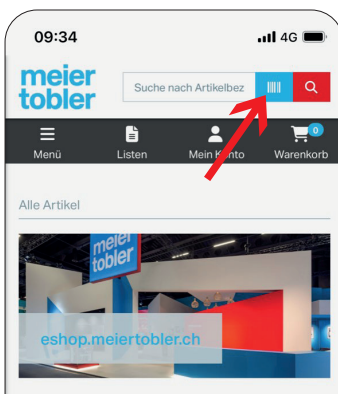 09:34
4G
meier
tobler
Suche nach Artikelbez
Menü
Listen
Mein Konto
0
Warenkorb
Alle Artikel
meier
tobler
eshop.meiertobler.ch